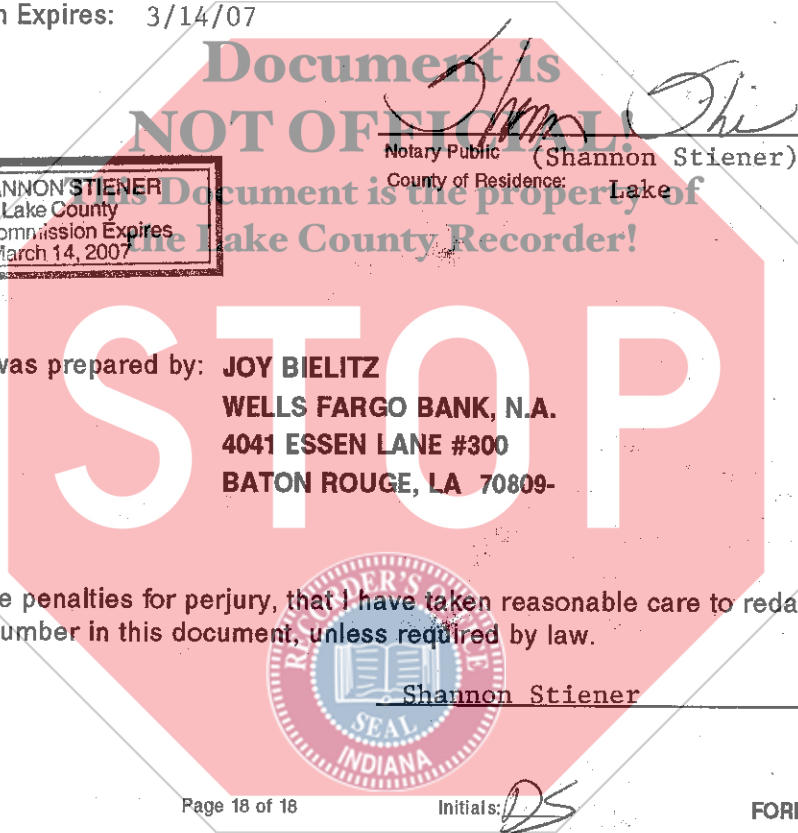 n Expires: 3/14/07
Document is
NOT OFFICIAL!
Notary Public (Shannon Stiener)
County of Residence: Lake
This Document is the property of
the Lake County Recorder!
ANNON STIENER
Lake County
ommission Expires
March 14, 2007
STOP
was prepared by: JOY BIELITZ
WELLS FARGO BANK, N.A.
4041 ESSEN LANE #300
BATON ROUGE, LA 70809-
e penalties for perjury, that I have taken reasonable care to reda
umber in this document, unless required by law.
RECORDER'S OFFICE
Shannon Stiener
SEAL
INDIANA
Page 18 of 18 Initials: DS FOR